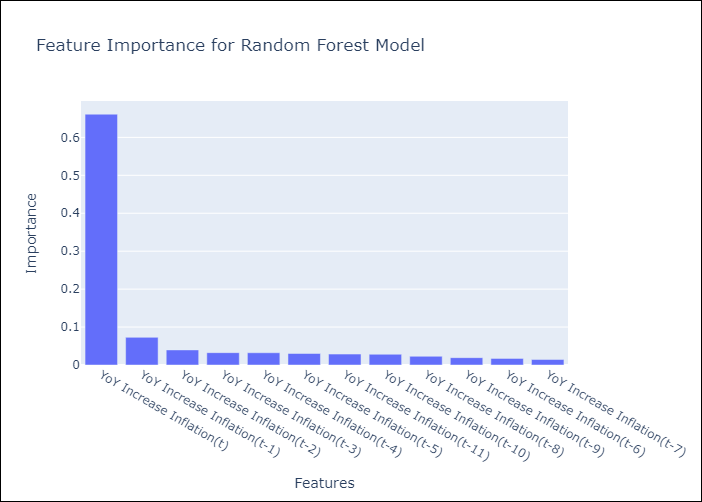 Feature Importance for Random Forest Model
Importance
0.6
0.5
0.4
0.3
0.2
0.1
0
YoY Increase Inflation(t)
YoY Increase Inflation(t-1)
YoY Increase Inflation(t-2)
YoY Increase Inflation(t-3)
YoY Increase Inflation(t-4)
YoY Increase Inflation(t-5)
YoY Increase Inflation(t-11)
YoY Increase Inflation(t-10)
YoY Increase Inflation(t-8)
YoY Increase Inflation(t-9)
YoY Increase Inflation(t-6)
YoY Increase Inflation(t-7)
Features